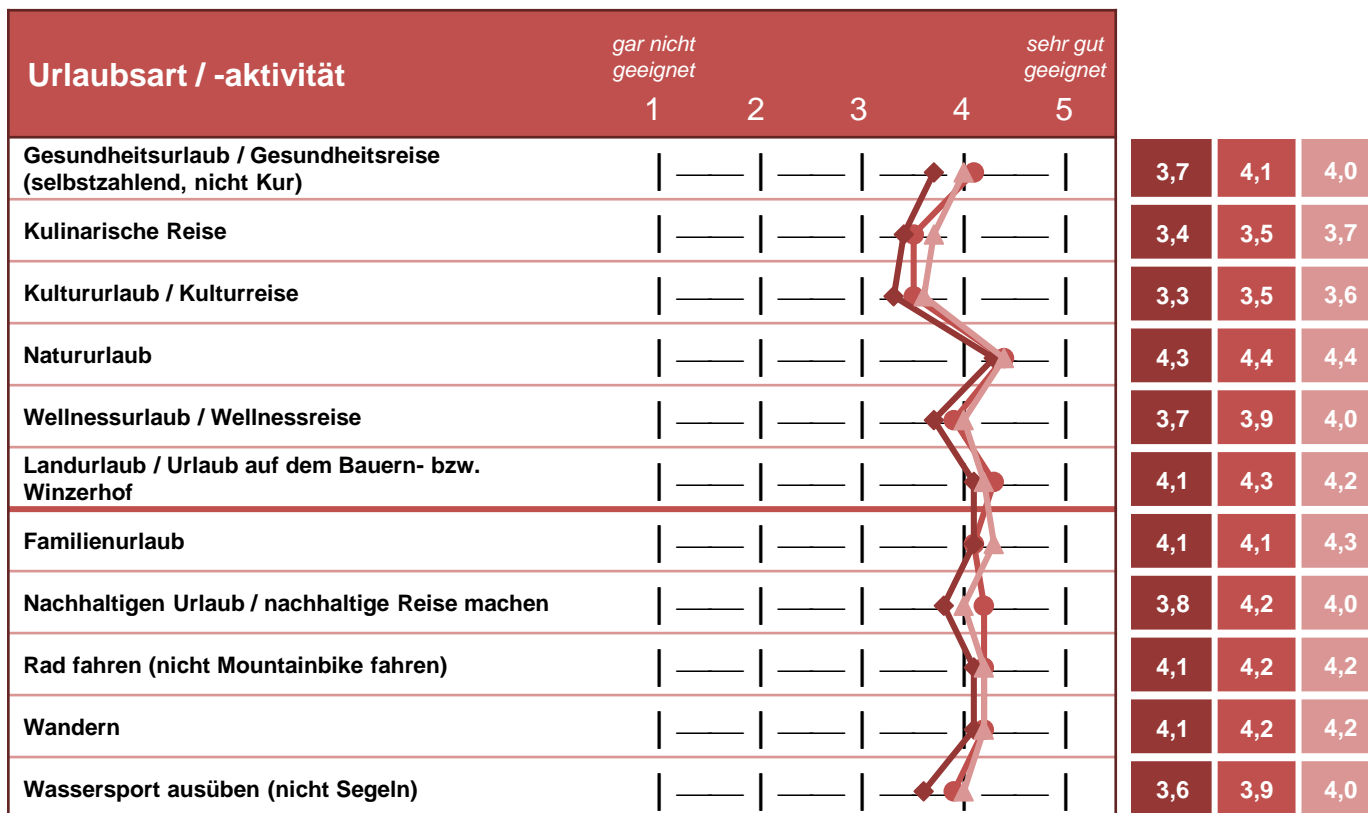 Urlaubsart / -aktivität
gar nicht
geeignet
sehr gut
geeignet
1 2 3 4 5
Gesundheitsurlaub / Gesundheitsreise
(selbstzahlend, nicht Kur)
3,7 4,1 4,0
Kulinarische Reise
3,4 3,5 3,7
Kultururlaub / Kulturreise
3,3 3,5 3,6
Natururlaub
4,3 4,4 4,4
Wellnessurlaub / Wellnessreise
3,7 3,9 4,0
Landurlaub / Urlaub auf dem Bauern- bzw.
Winzerhof
4,1 4,3 4,2
Familienurlaub
4,1 4,1 4,3
Nachhaltigen Urlaub / nachhaltige Reise machen
3,8 4,2 4,0
Rad fahren (nicht Mountainbike fahren)
4,1 4,2 4,2
Wandern
4,1 4,2 4,2
Wassersport ausüben (nicht Segeln)
3,6 3,9 4,0